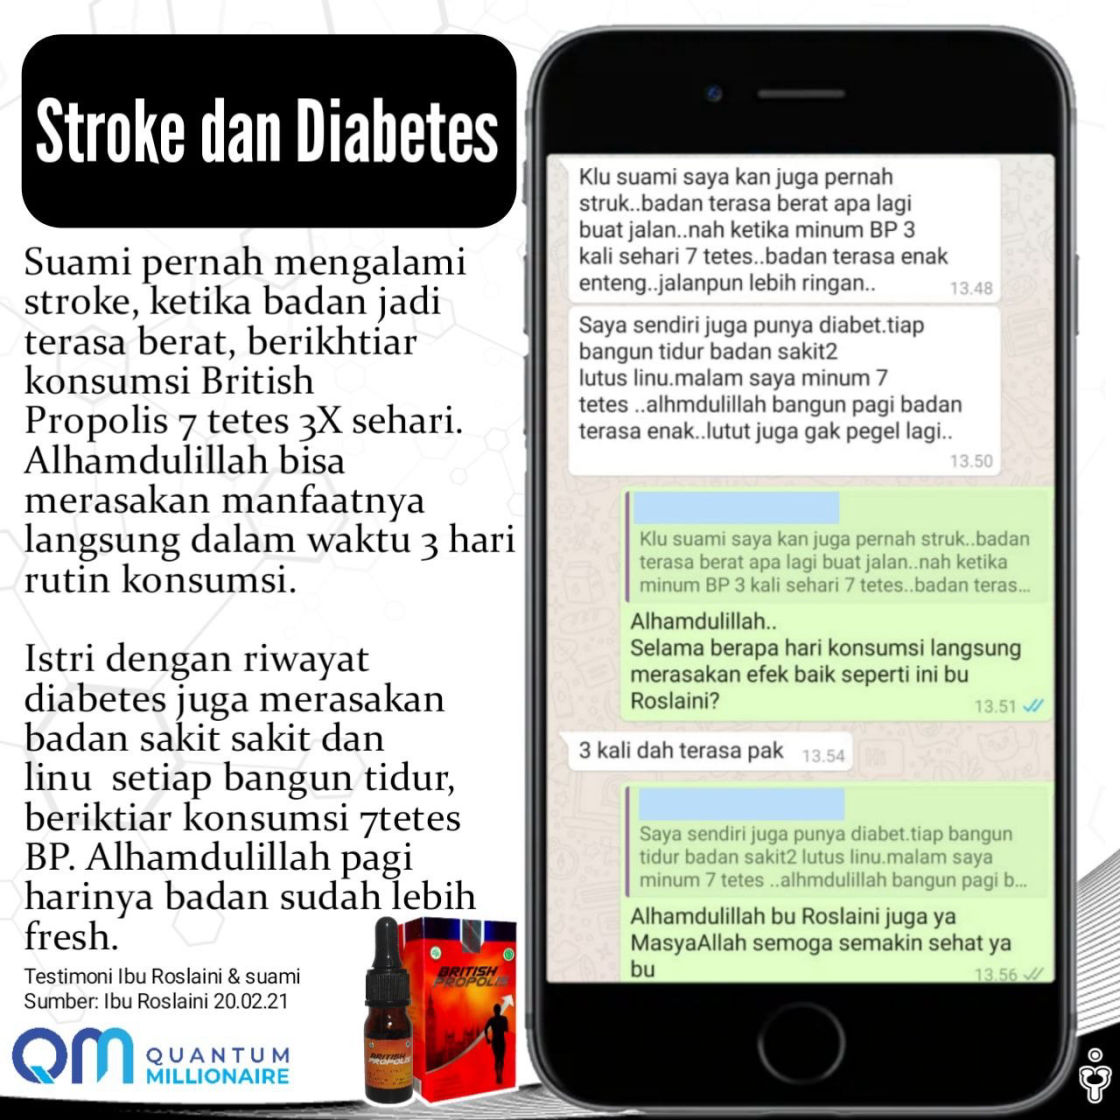 Stroke dan Diabetes
Suami pernah mengalami
stroke, ketika badan jadi
terasa berat, berikhtiar
konsumsi British
Propolis 7 tetes 3X sehari.
Alhamdulillah bisa
merasakan manfaatnya
langsung dalam waktu 3 hari
rutin konsumsi.
Istri dengan riwayat
diabetes juga merasakan
badan sakit sakit dan
linu setiap bangun tidur,
beriktiar konsumsi 7tetes
BP. Alhamdulillah pagi
harinya badan sudah lebih
fresh.
Testimoni Ibu Roslaini & suami
Sumber: Ibu Roslaini 20.02.21
QM QUANTUM
MILLIONAIRE
BRITISH
PROPOLIS
BRITISH
PROPOLIS
Klu suami saya kan juga pernah
struk..badan terasa berat apa lagi
buat jalan..nah ketika minum BP 3
kali sehari 7 tetes..badan terasa enak
enteng..jalanpun lebih ringan..
13.48
Saya sendiri juga punya diabet.tiap
bangun tidur badan sakit2
lutus linu.malam saya minum 7
tetes ..alhmdulillah bangun pagi badan
terasa enak..lutut juga gak pegel lagi..
13.50
Klu suami saya kan juga pernah struk..badan
terasa berat apa lagi buat jalan..nah ketika
minum BP 3 kali sehari 7 tetes..badan teras...
Alhamdulillah..
Selama berapa hari konsumsi langsung
merasakan efek baik seperti ini bu
Roslaini?
13.51
3 kali dah terasa pak 13.54
Saya sendiri juga punya diabet.tiap bangun
tidur badan sakit2 lutus linu.malam saya
minum 7 tetes ..alhmdulillah bangun pagi b...
Alhamdulillah bu Roslaini juga ya
MasyaAllah semoga semakin sehat ya
bu
13.56